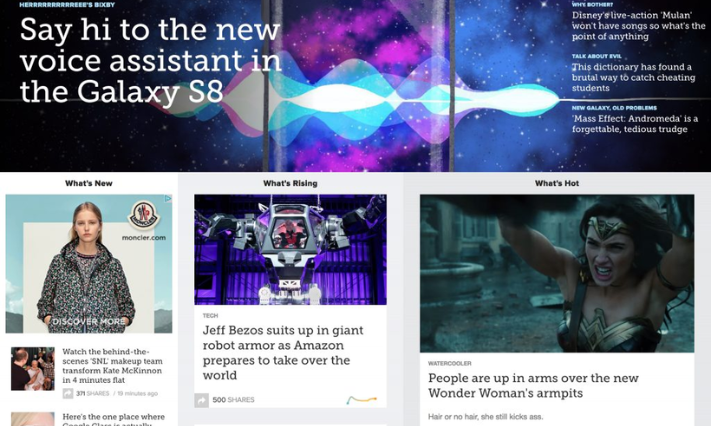 HERRRRRRRRRREEE'S BIXBY
Say hi to the new
voice assistant in
the Galaxy S8
WHY BOTHER?
Disney's live-action 'Mulan'
won't have songs so what's the
point of anything
TALK ABOUT EVIL
This dictionary has found a
brutal way to catch cheating
students
NEW GALAXY, OLD PROBLEMS
'Mass Effect: Andromeda' is a
forgettable, tedious trudge
What's New
moncler.com
DISCOVER MORE
Watch the behind-the-
scenes 'SNL' makeup team
transform Kate McKinnon
in 4 minutes flat
371 SHARES / 19 minutes ago
Here's the one place where
Google Glass is actually
What's Rising
TECH
Jeff Bezos suits up in giant
robot armor as Amazon
prepares to take over the
world
500 SHARES
What's Hot
WATERCOOLER
People are up in arms over the new
Wonder Woman's armpits
Hair or no hair, she still kicks ass.